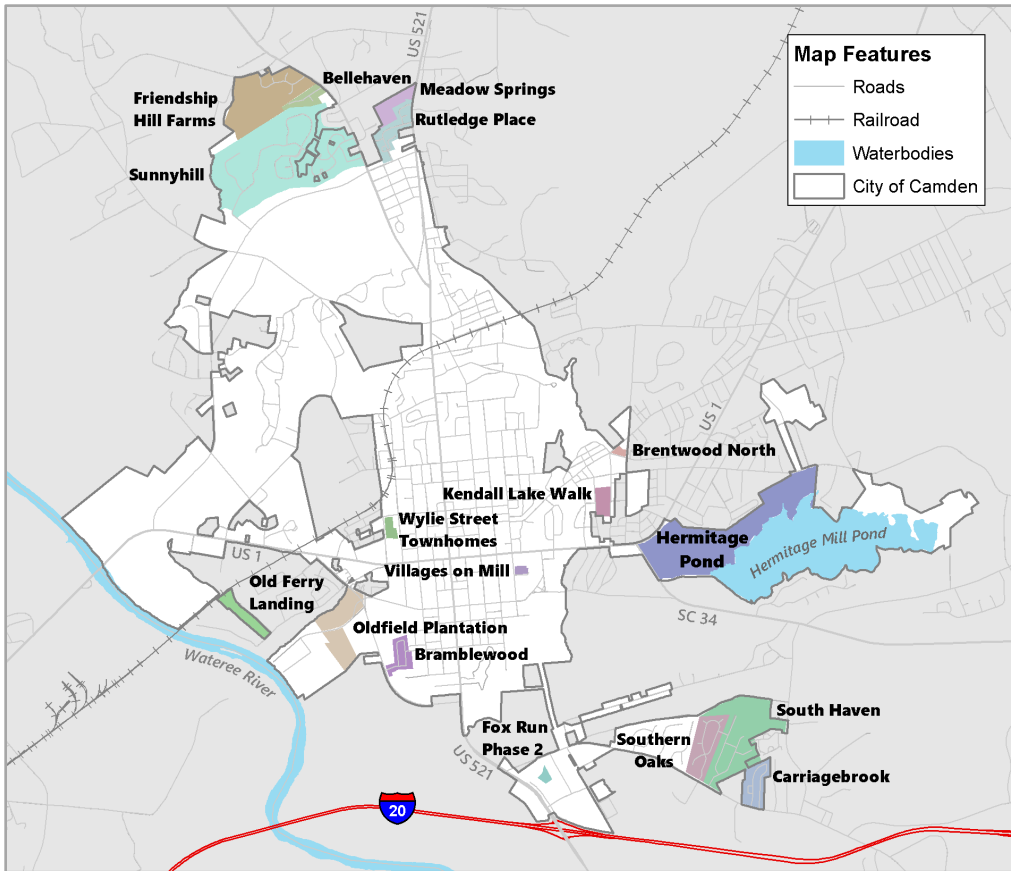 US 521
Map Features
Roads
Railroad
Waterbodies
City of Camden
Bellehaven
Meadow Springs
Rutledge Place
Friendship
Hill Farms
Sunnyhill
US 1
Brentwood North
Kendall Lake Walk
Wylie Street
Townhomes
US 1
Hermitage
Pond
Hermitage Mill Pond
Villages on Mill
Old Ferry
Landing
SC 34
Oldfield Plantation
Bramblewood
Wateree River
South Haven
Fox Run
Phase 2
Southern
Oaks
US 521
Carriagebrook
20